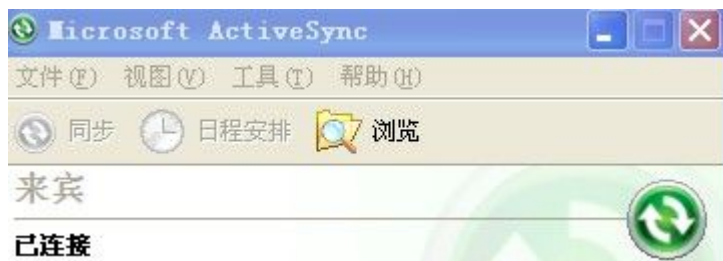 Microsoft ActiveSync
文件(F) 视图(V) 工具(T) 帮助(H)
同步 日程安排 浏览
来宾
已连接